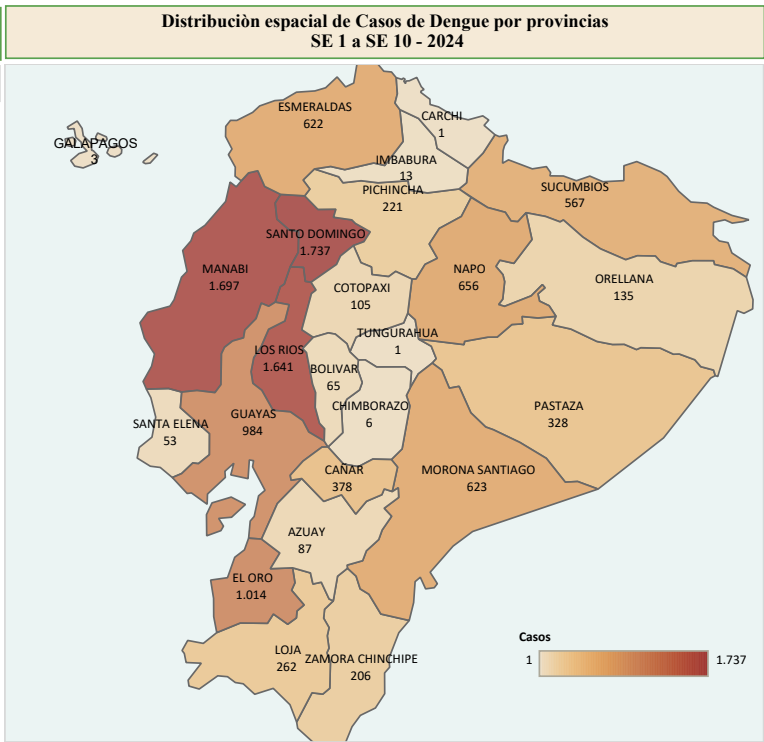 Distribuciòn espacial de Casos de Dengue por provincias
SE 1 a SE 10 - 2024
ESMERALDAS
622
CARCHI
1
GALAPAGOS
3
IMBABURA
13
PICHINCHA
221
SUCUMBIOS
567
SANTO DOMINGO
1.737
MANABI
1.697
NAPO
656
ORELLANA
135
COTOPAXI
105
TUNGURAHUA
1
LOS RIOS
1.641
BOLIVAR
65
CHIMBORAZO
6
PASTAZA
328
SANTA ELENA
53
GUAYAS
984
CAÑAR
378
MORONA SANTIAGO
623
AZUAY
87
EL ORO
1.014
LOJA
262
ZAMORA CHINCHIPE
206
Casos
1
1.737